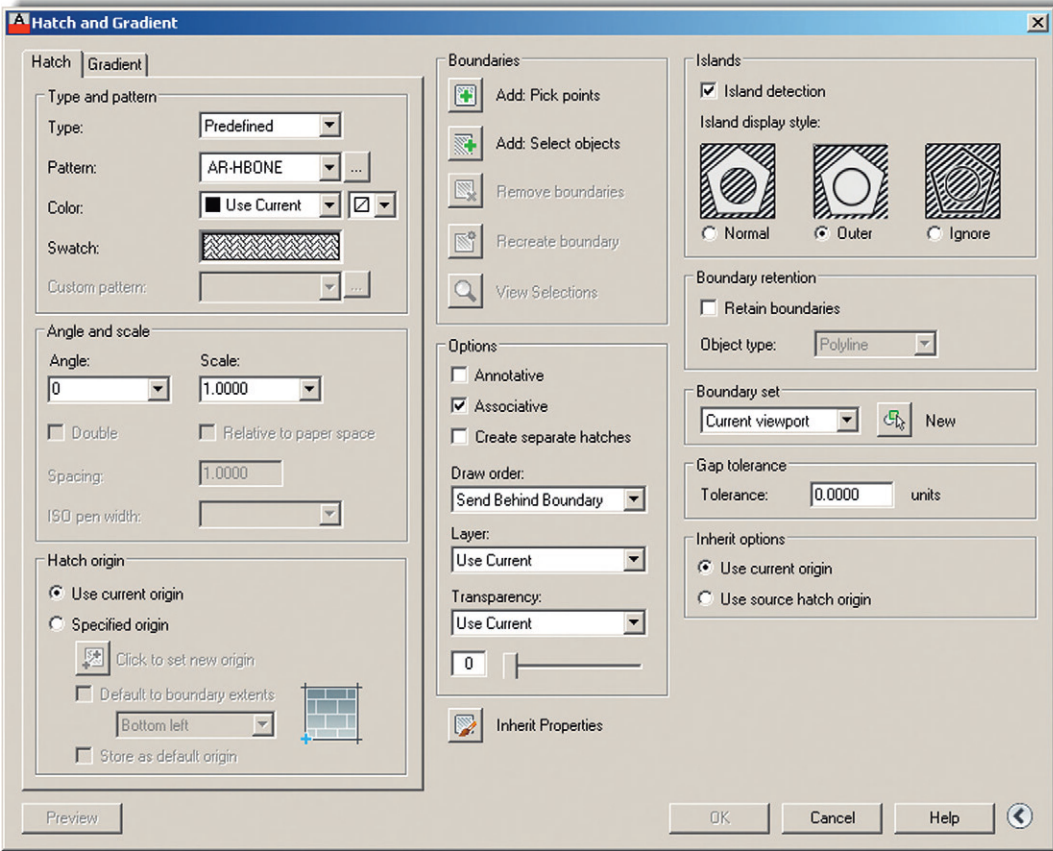 Hatch and Gradient
Hatch
Gradient
Type and pattern
Type:
Predefined
Pattern:
AR-HBONE
...
Color:
Use Current
Swatch:
Custom pattern:
...
Angle and scale
Angle:
Scale:
0
1.0000
Double
Relative to paper space
Spacing:
1.0000
ISO pen width:
Hatch origin
Use current origin
Specified origin
Click to set new origin
Default to boundary extents
Bottom left
Store as default origin
Preview
Boundaries
Add: Pick points
Add: Select objects
Remove boundaries
Recreate boundary
View Selections
Options
Annotative
Associative
Create separate hatches
Draw order:
Send Behind Boundary
Layer:
Use Current
Transparency:
Use Current
0
Inherit Properties
Islands
Island detection
Island display style:
Normal
Outer
Ignore
Boundary retention
Retain boundaries
Object type:
Polyline
Boundary set
Current viewport
New
Gap tolerance
Tolerance:
0.0000
units
Inherit options
Use current origin
Use source hatch origin
OK
Cancel
Help